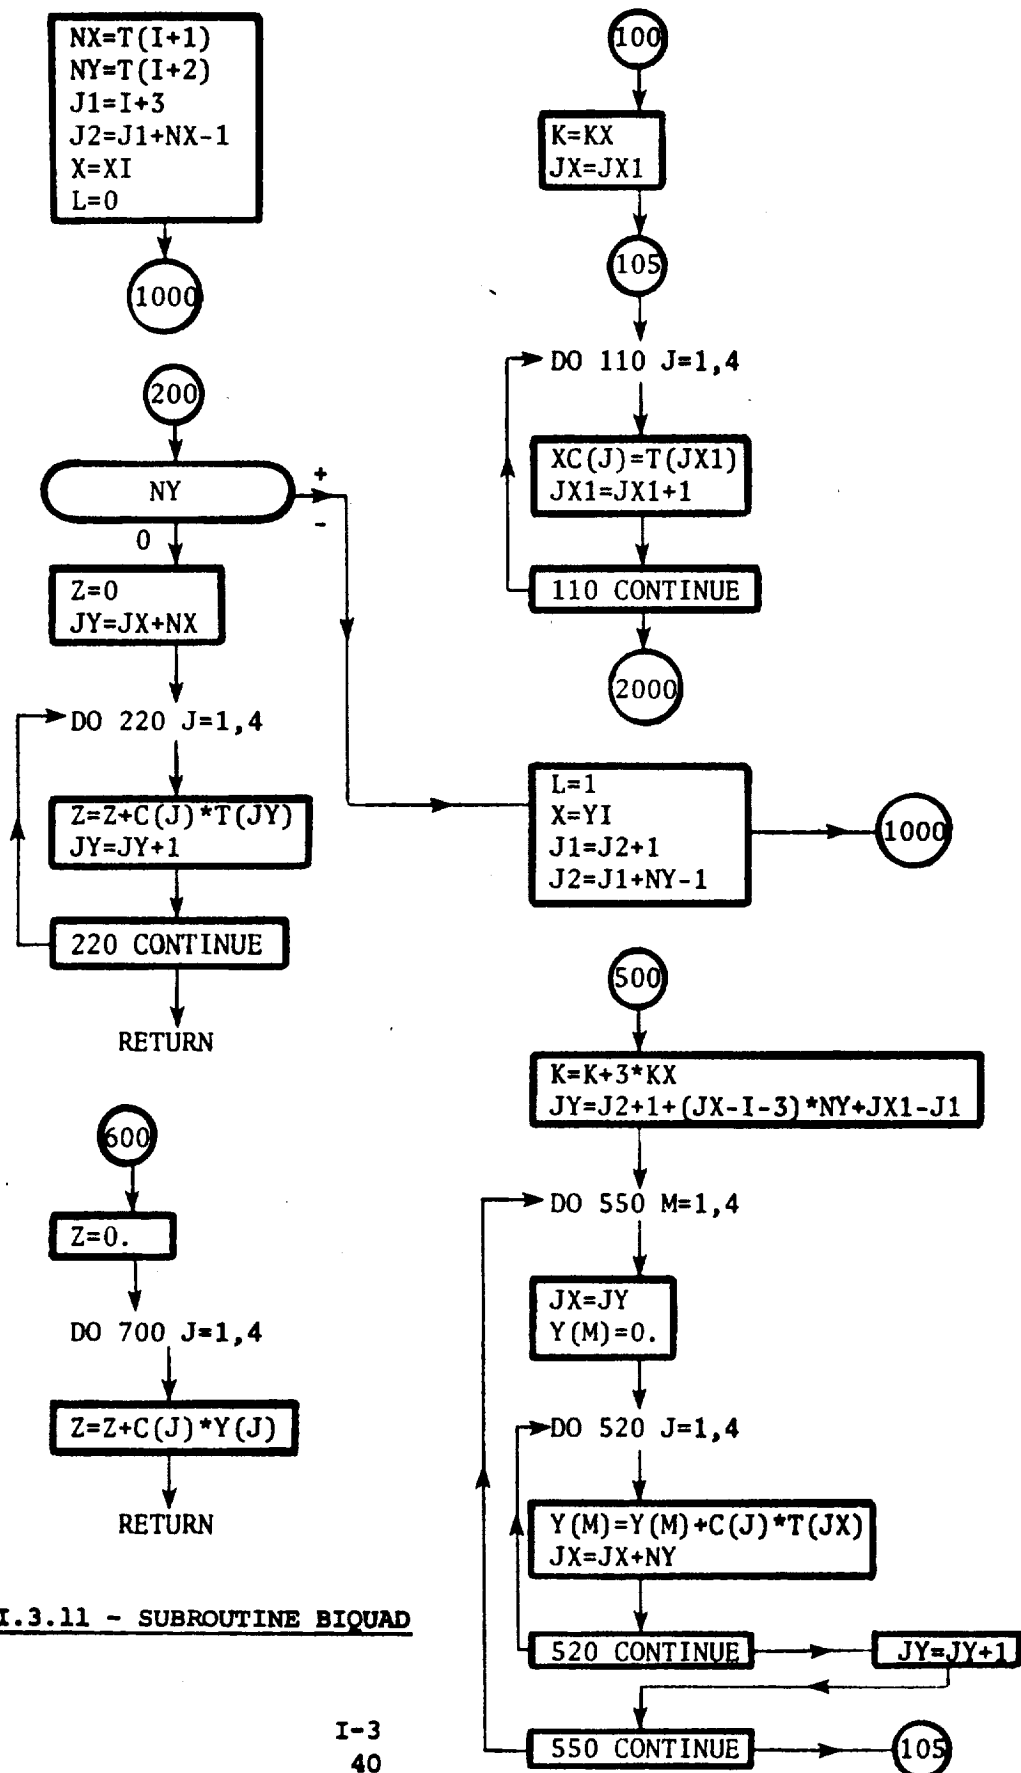 NX=T(I+1)
NY=T(I+2)
J1=I+3
J2=J1+NX-1
X=XI
L=0
1000
200
NY
+
-
0
Z=0
JY=JX+NX
DO 220 J=1,4
Z=Z+C(J)*T(JY)
JY=JY+1
220 CONTINUE
RETURN
600
Z=0.
DO 700 J=1,4
Z=Z+C(J)*Y(J)
RETURN
100
K=KX
JX=JX1
105
DO 110 J=1,4
XC(J)=T(JX1)
JX1=JX1+1
110 CONTINUE
2000
L=1
X=YI
J1=J2+1
J2=J1+NY-1
1000
500
K=K+3*KX
JY=J2+1+(JX-I-3)*NY+JX1-J1
DO 550 M=1,4
JX=JY
Y(M)=0.
DO 520 J=1,4
Y(M)=Y(M)+C(J)*T(JX)
JX=JX+NY
520 CONTINUE
JY=JY+1
550 CONTINUE
105
I.3.11 - SUBROUTINE BIQUAD
I-3
40